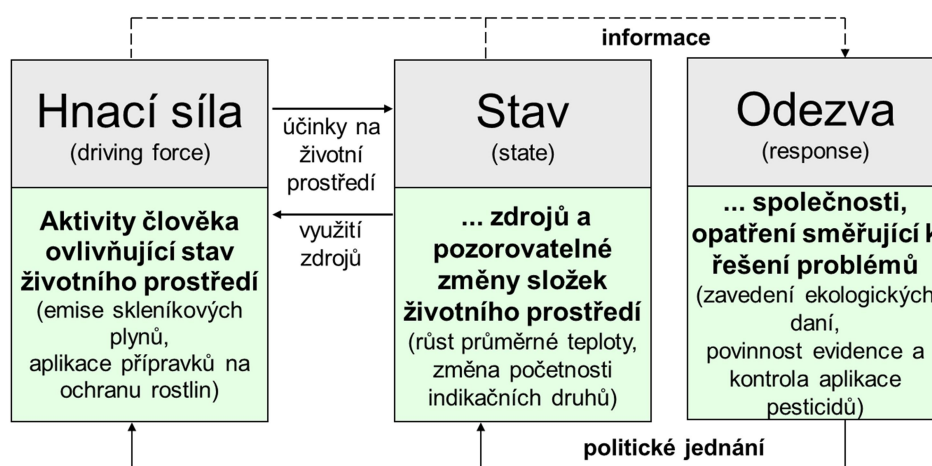 informace
Hnací síla
(driving force)
účinky na
životní
prostředí
využití
zdrojů
Stav
(state)
Odezva
(response)
Aktivity člověka
ovlivňující stav
životního prostředí
(emise skleníkových
plynů,
aplikace přípravků na
ochranu rostlin)
... zdrojů a
pozorovatelné
změny složek
životního prostředí
(růst průměrné teploty,
změna početnosti
indikačních druhů)
... společnosti,
opatření směřující k
řešení problémů
(zavedení ekologických
daní,
povinnost evidence a
kontrola aplikace
pesticidů)
politické jednání